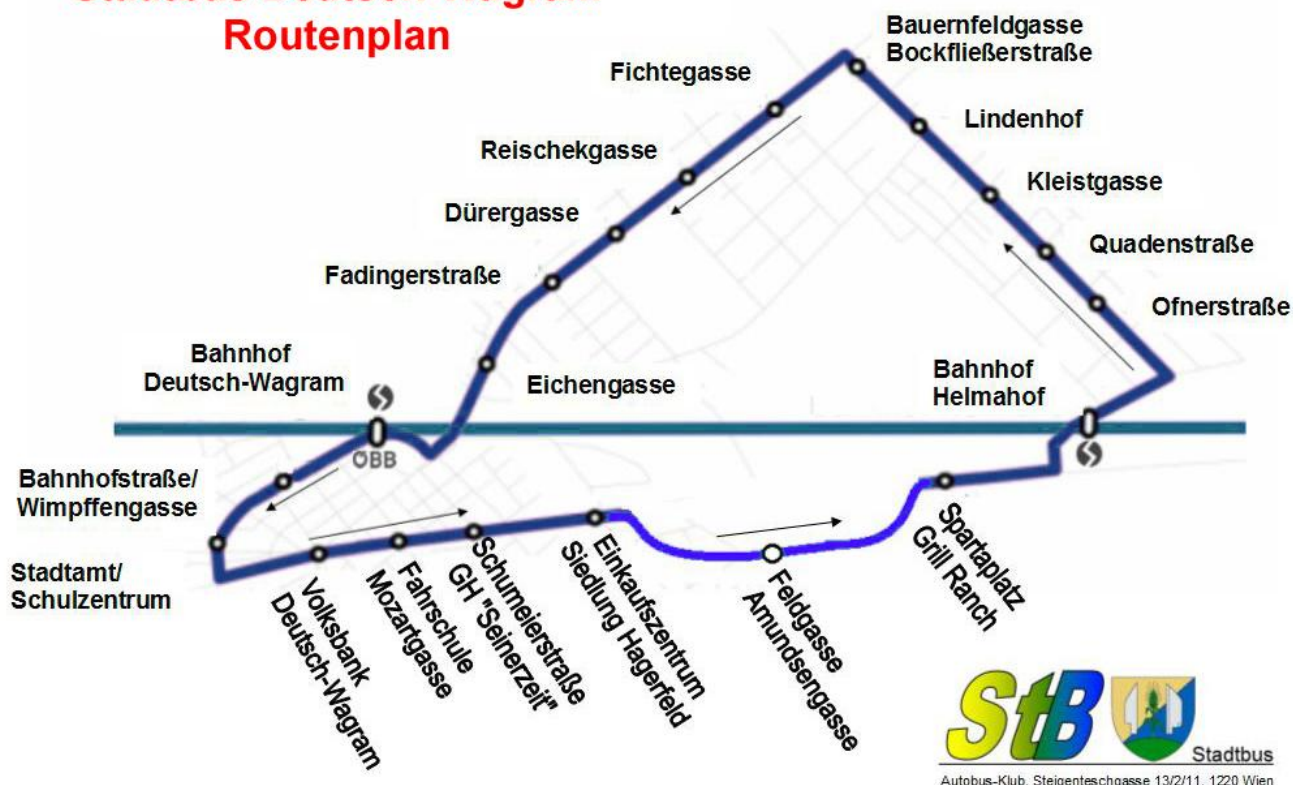 Routenplan
Bauernfeldgasse
Bockfließerstraße
Fichtegasse
Lindenhof
Reischekgasse
Kleistgasse
Dürergasse
Quadenstraße
Fadingerstraße
Ofnerstraße
Bahnhof
Deutsch-Wagram
Eichengasse
Bahnhof
Helmahof
ÖBB
Bahnhofstraße/
Wimpffengasse
Stadtamt/
Schulzentrum
Volksbank
Deutsch-Wagram
Fahrschule
Mozartgasse
Schumeierstraße
GH "Seinerzeit"
Einkaufszentrum
Siedlung Hagerfeld
Feldgasse
Amundsengasse
Spartaplatz
Grill Ranch
StB
Stadtbus
Autobus-Klub, Steigenteschgasse 13/2/11, 1220 Wien